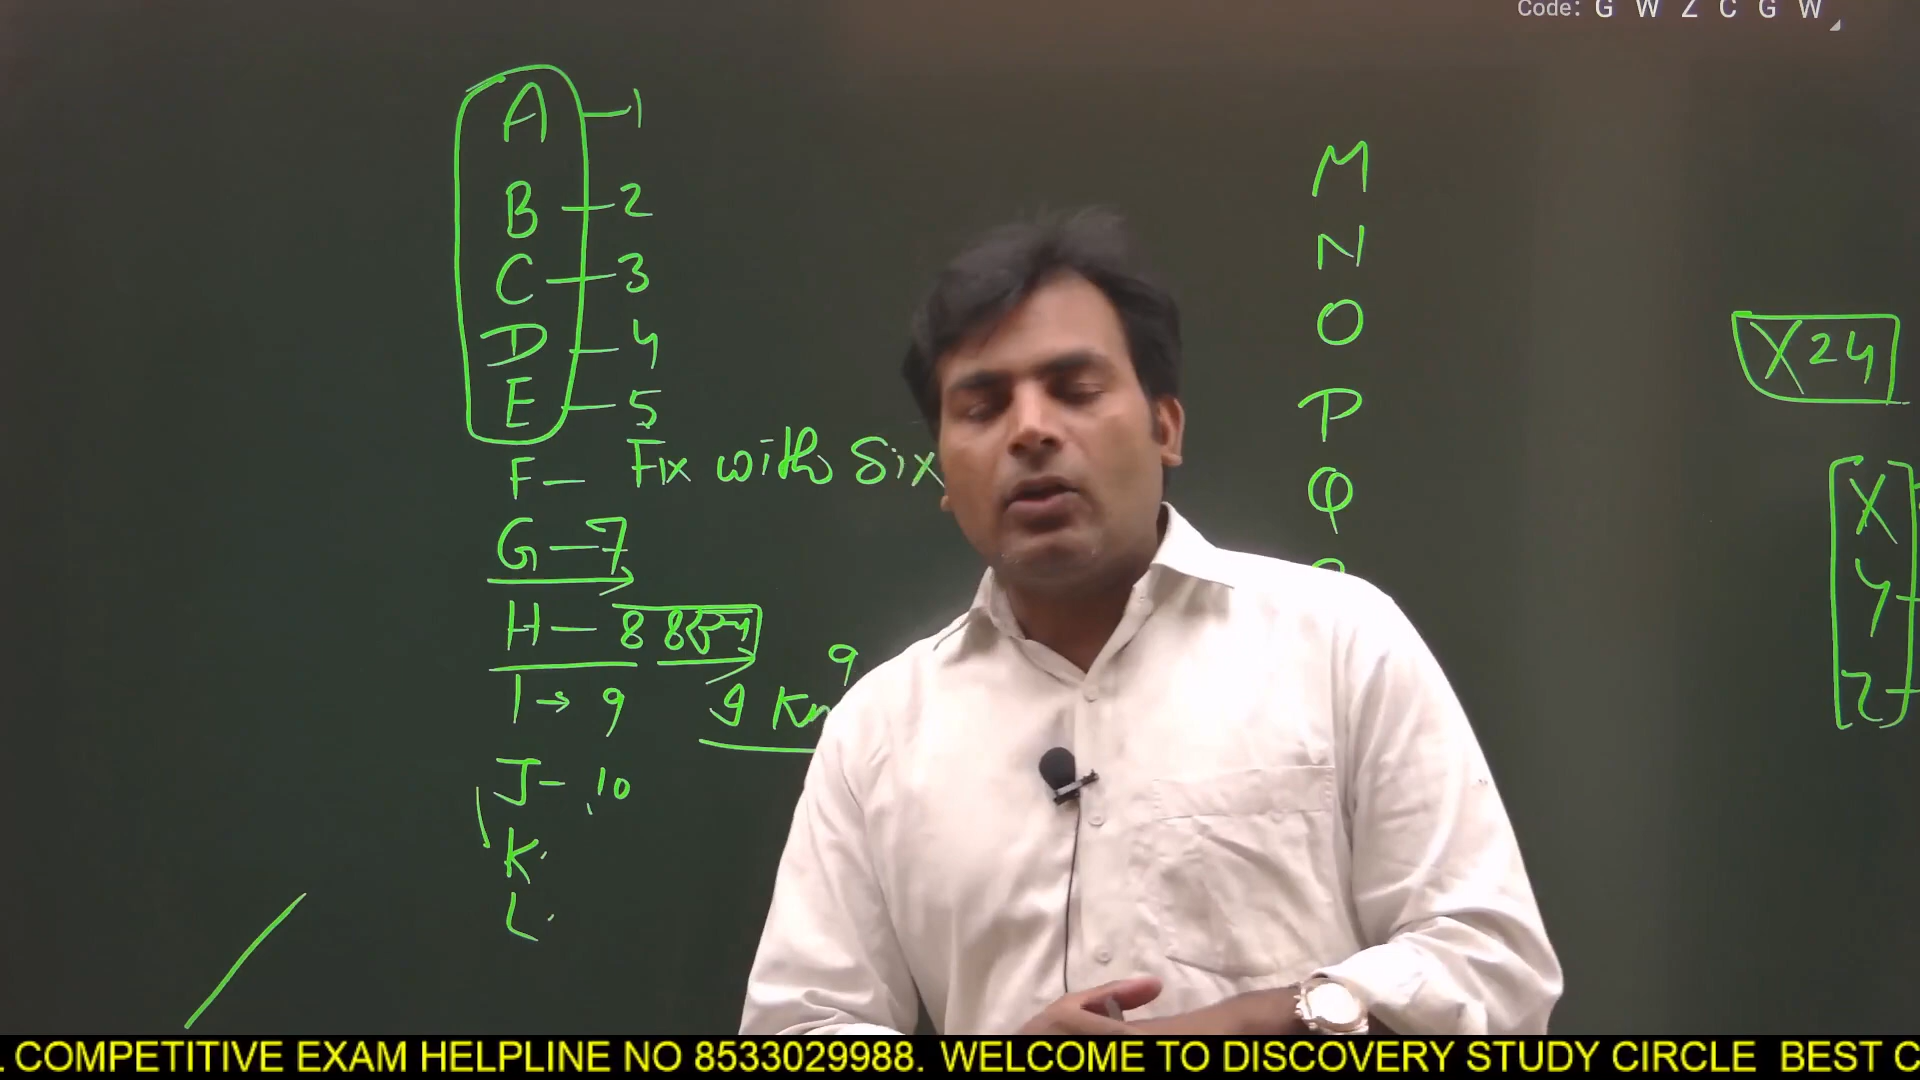 Code: G W Z C G W
A - 1
B - 2
C - 3
D - 4
E - 5
F - Fix with Six
G - 7
H - 8
I → 9 9
J - 10
K
L
M
N
O
P
Q
X24
X
Y
Z
COMPETITIVE EXAM HELPLINE NO 8533029988. WELCOME TO DISCOVERY STUDY CIRCLE BEST C